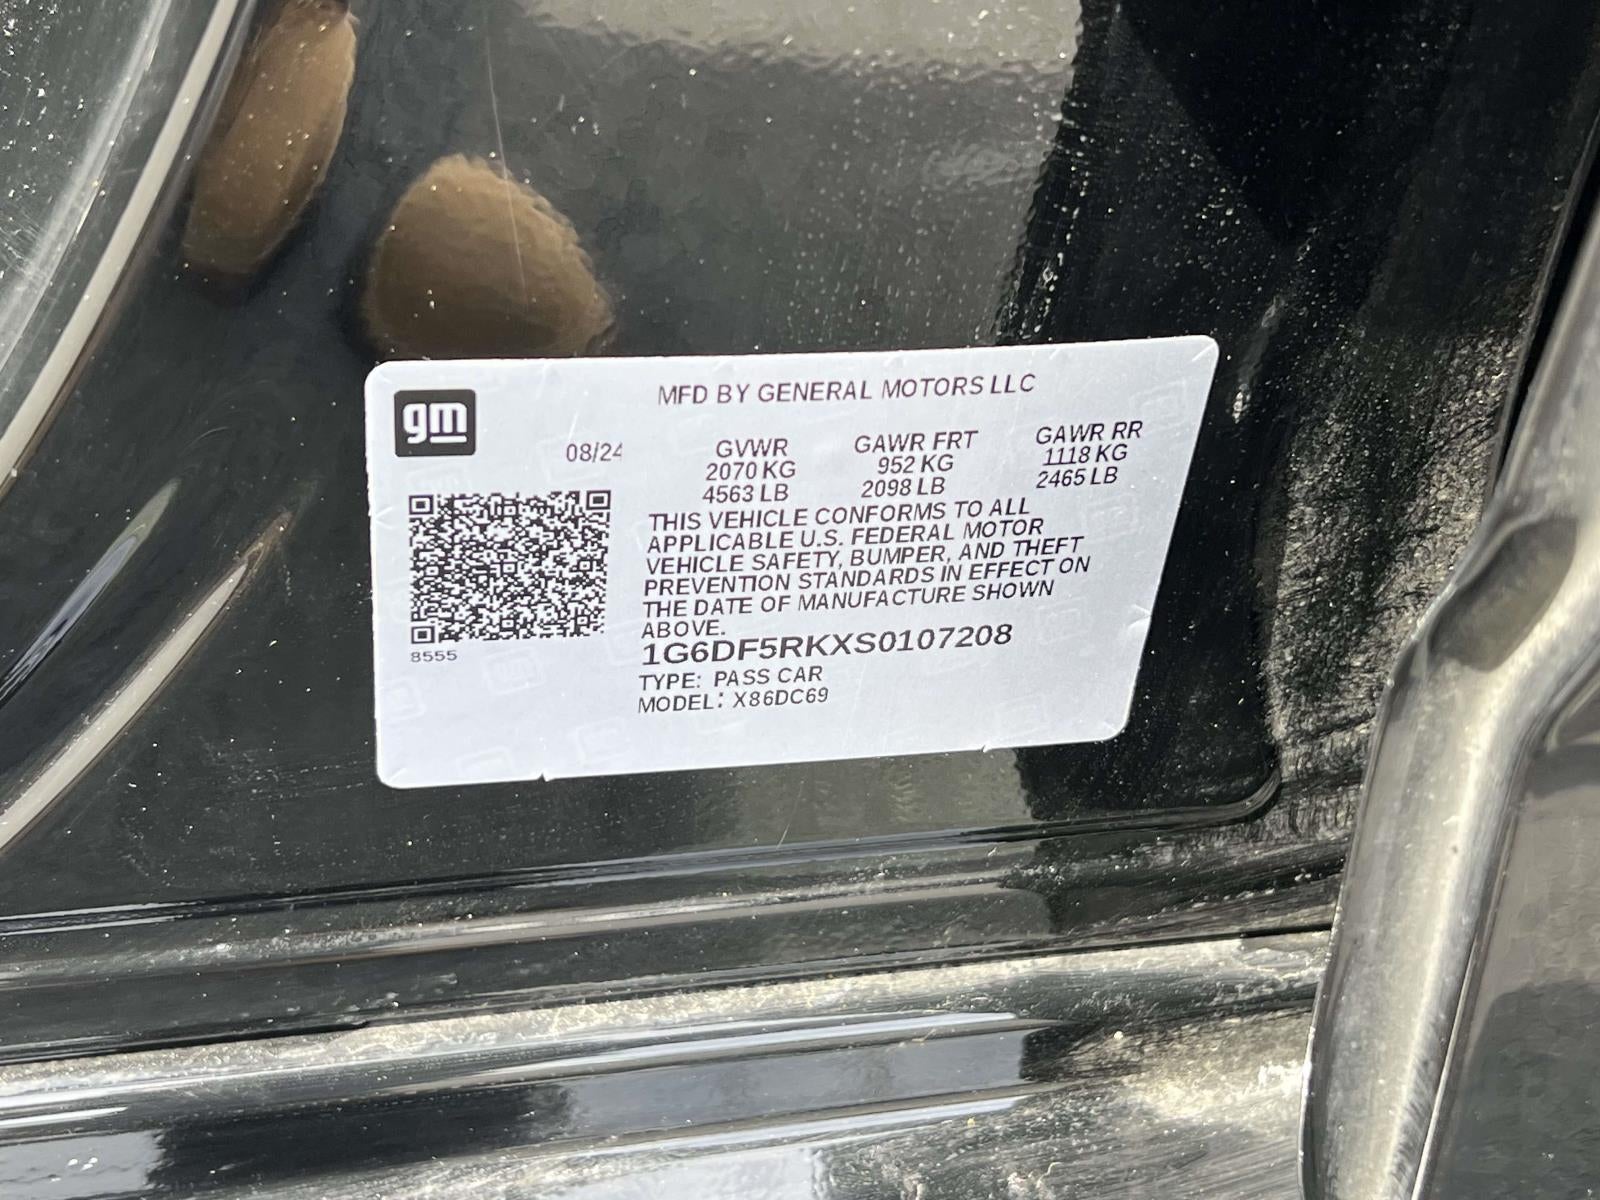 gm
MFD BY GENERAL MOTORS LLC
08/24 GVWR GAWR FRT GAWR RR
2070 KG 952 KG 1118 KG
4563 LB 2098 LB 2465 LB
THIS VEHICLE CONFORMS TO ALL
APPLICABLE U.S. FEDERAL MOTOR
VEHICLE SAFETY, BUMPER, AND THEFT
PREVENTION STANDARDS IN EFFECT ON
THE DATE OF MANUFACTURE SHOWN
ABOVE.
8555
1G6DF5RKXS0107208
TYPE: PASS CAR
MODEL: X86DC69